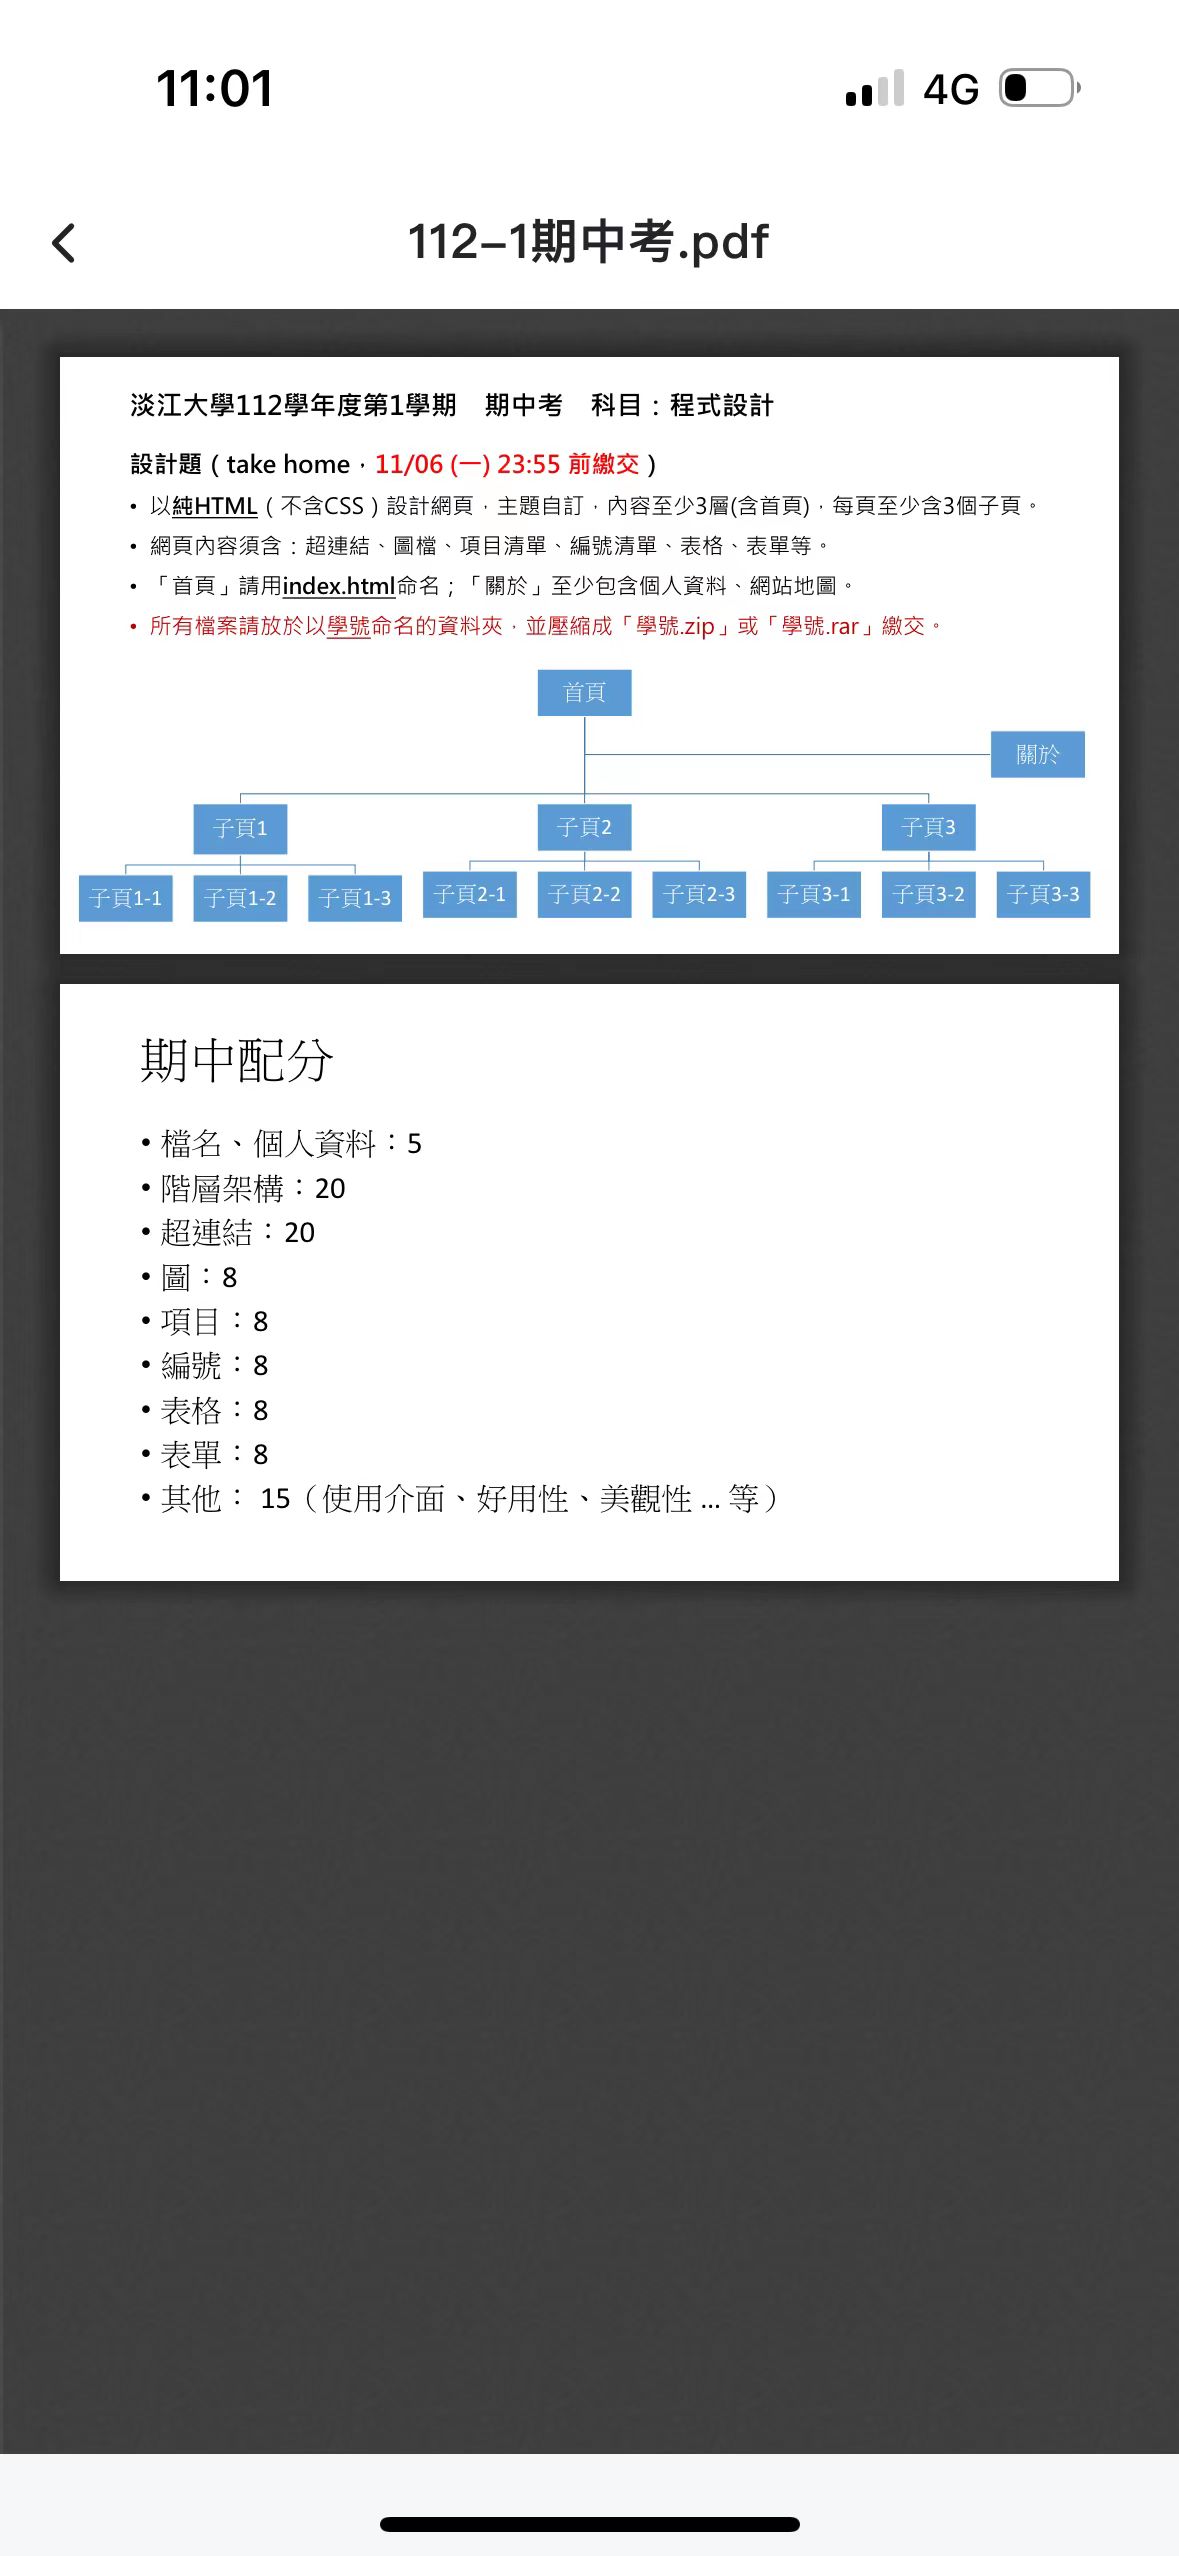 11:01
4G
112-1期中考.pdf
淡江大學112學年度第1學期　期中考　科目：程式設計
設計題（take home，11/06 (一) 23:55 前繳交）
• 以純HTML（不含CSS）設計網頁，主題自訂，內容至少3層(含首頁)，每頁至少含3個子頁。
• 網頁內容須含：超連結、圖檔、項目清單、編號清單、表格、表單等。
• 「首頁」請用index.html命名；「關於」至少包含個人資料、網站地圖。
• 所有檔案請放於以學號命名的資料夾，並壓縮成「學號.zip」或「學號.rar」繳交。
首頁
關於
子頁1 子頁2 子頁3
子頁1-1 子頁1-2 子頁1-3 子頁2-1 子頁2-2 子頁2-3 子頁3-1 子頁3-2 子頁3-3
期中配分
• 檔名、個人資料：5
• 階層架構：20
• 超連結：20
• 圖：8
• 項目：8
• 編號：8
• 表格：8
• 表單：8
• 其他： 15（使用介面、好用性、美觀性 ... 等）